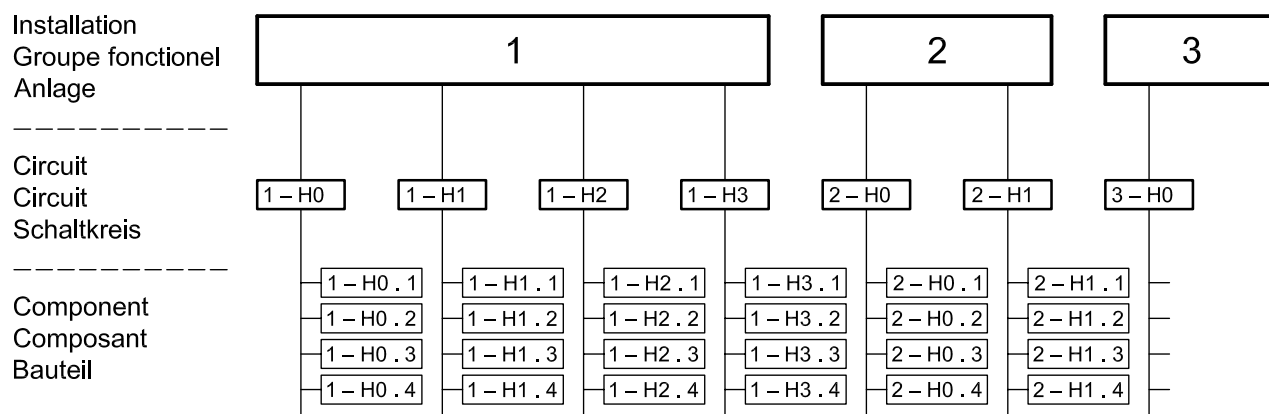 Installation
Groupe fonctionel
Anlage
1 2 3
Circuit
Circuit
Schaltkreis
1 – H0 1 – H1 1 – H2 1 – H3 2 – H0 2 – H1 3 – H0
Component
Composant
Bauteil
1 – H0 . 1 1 – H1 . 1 1 – H2 . 1 1 – H3 . 1 2 – H0 . 1 2 – H1 . 1
1 – H0 . 2 1 – H1 . 2 1 – H2 . 2 1 – H3 . 2 2 – H0 . 2 2 – H1 . 2
1 – H0 . 3 1 – H1 . 3 1 – H2 . 3 1 – H3 . 3 2 – H0 . 3 2 – H1 . 3
1 – H0 . 4 1 – H1 . 4 1 – H2 . 4 1 – H3 . 4 2 – H0 . 4 2 – H1 . 4